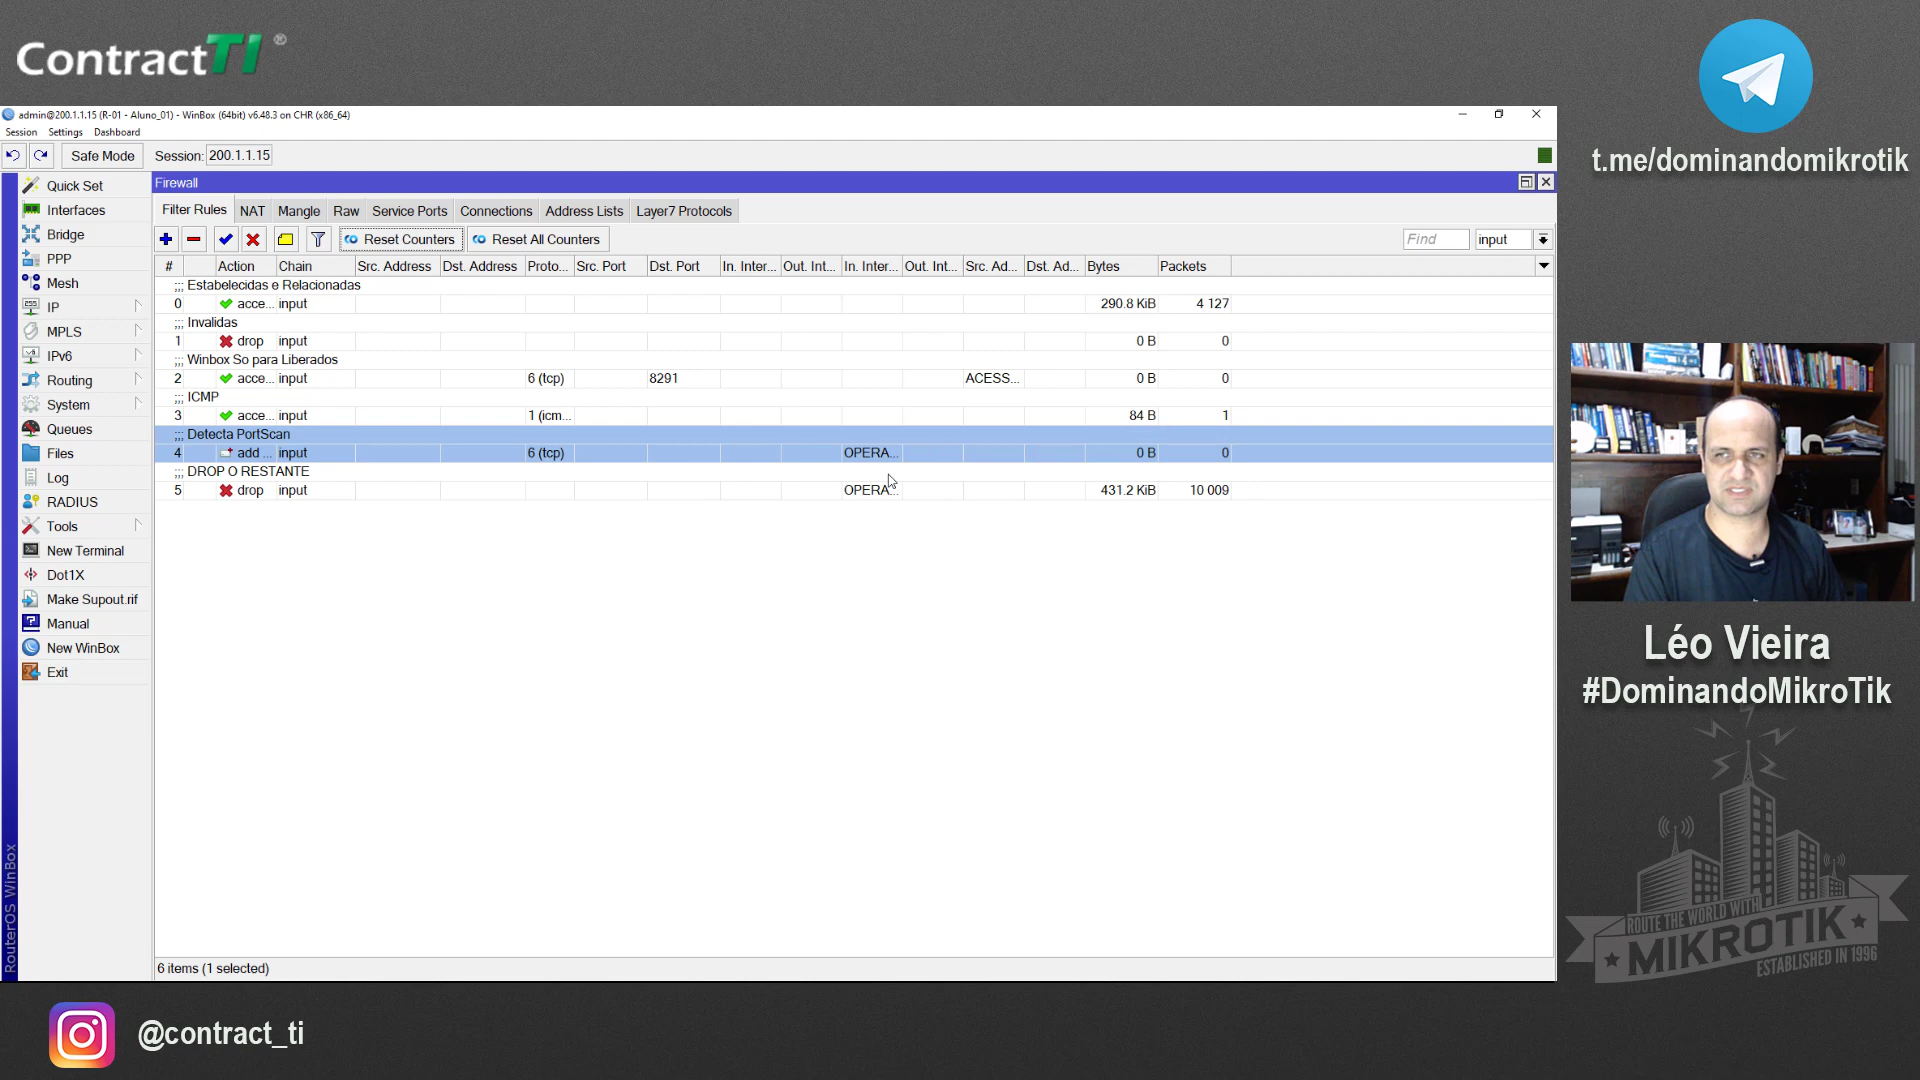 ContractTI ®
t.me/dominandomikrotik
admin@200.1.1.15 (R-01 - Aluno_01) - WinBox (64bit) v6.48.3 on CHR (x86_64)
Session Settings Dashboard
Safe Mode Session: 200.1.1.15
Quick Set
Interfaces
Bridge
PPP
Mesh
IP
MPLS
IPv6
Routing
System
Queues
Files
Log
RADIUS
Tools
New Terminal
Dot1X
Make Supout.rif
Manual
New WinBox
Exit
RouterOS WinBox
Firewall
Filter Rules NAT Mangle Raw Service Ports Connections Address Lists Layer7 Protocols
Reset Counters Reset All Counters Find input
# Action Chain Src. Address Dst. Address Proto... Src. Port Dst. Port In. Inter... Out. Int... In. Inter... Out. Int... Src. Ad... Dst. Ad... Bytes Packets
;;; Estabelecidas e Relacionadas
0 acce... input 290.8 KiB 4 127
;;; Invalidas
1 drop input 0 B 0
;;; Winbox So para Liberados
2 acce... input 6 (tcp) 8291 ACESS... 0 B 0
;;; ICMP
3 acce... input 1 (icm... 84 B 1
;;; Detecta PortScan
4 add ... input 6 (tcp) OPERA... 0 B 0
;;; DROP O RESTANTE
5 drop input OPERA... 431.2 KiB 10 009
6 items (1 selected)
Léo Vieira
#DominandoMikroTik
ROUTE THE WORLD WITH
MIKROTIK
ESTABLISHED IN 1996
@contract_ti